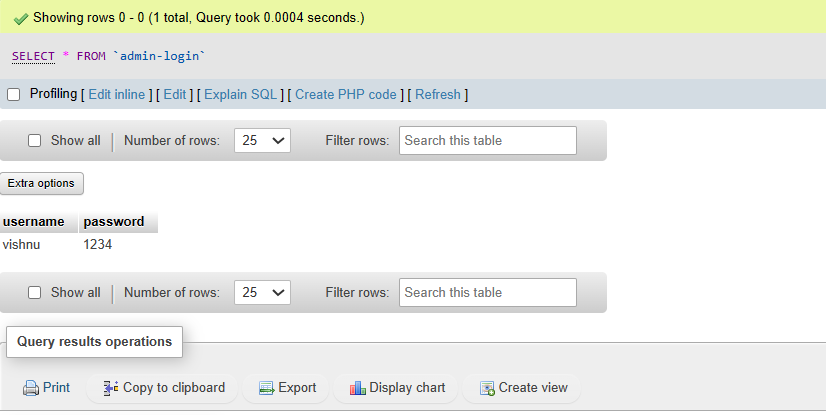 Showing rows 0 - 0 (1 total, Query took 0.0004 seconds.)
SELECT * FROM `admin-login`
Profiling [ Edit inline ] [ Edit ] [ Explain SQL ] [ Create PHP code ] [ Refresh ]
Show all Number of rows: 25 Filter rows: Search this table
Extra options
username password
vishnu 1234
Show all Number of rows: 25 Filter rows: Search this table
Query results operations
Print Copy to clipboard Export Display chart Create view